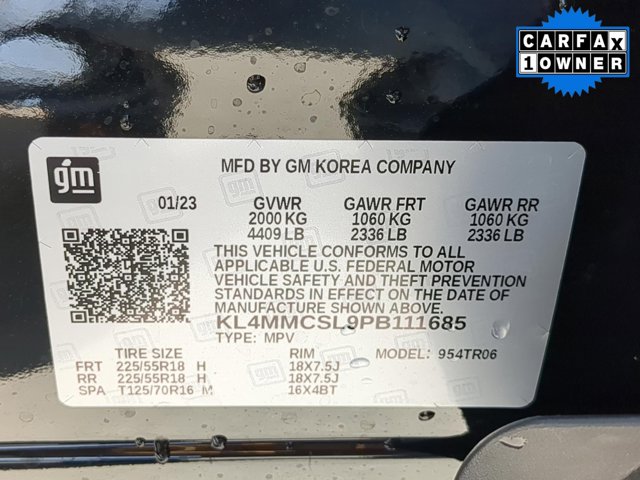 CARFAX
1 OWNER
gm
MFD BY GM KOREA COMPANY
01/23 GVWR GAWR FRT GAWR RR
2000 KG 1060 KG 1060 KG
4409 LB 2336 LB 2336 LB
THIS VEHICLE CONFORMS TO ALL
APPLICABLE U.S. FEDERAL MOTOR
VEHICLE SAFETY AND THEFT PREVENTION
STANDARDS IN EFFECT ON THE DATE OF
MANUFACTURE SHOWN ABOVE.
KL4MMCSL9PB111685
TYPE: MPV
TIRE SIZE RIM MODEL: 954TR06
FRT 225/55R18 H 18X7.5J
RR 225/55R18 H 18X7.5J
SPA T125/70R16 M 16X4BT